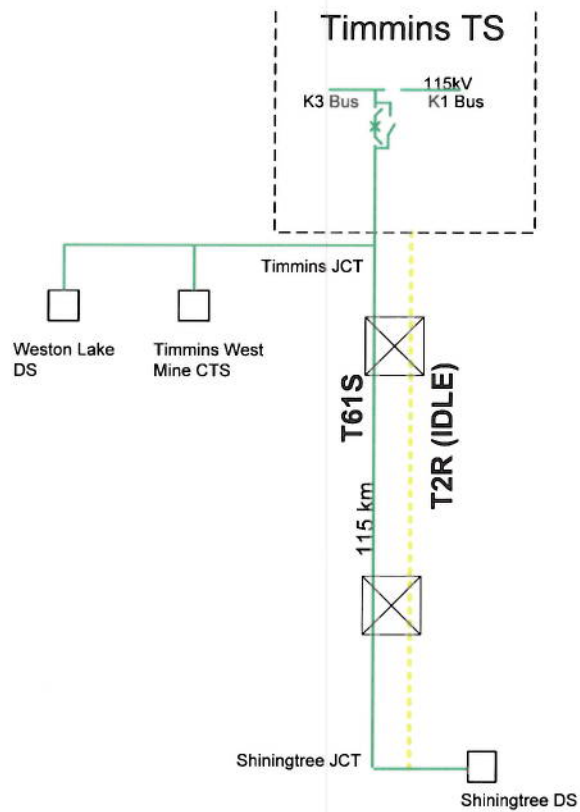 Timmins TS
115kV
K3 Bus
K1 Bus
Timmins JCT
Weston Lake
DS
Timmins West
Mine CTS
T61S
T2R (IDLE)
115 km
Shiningtree JCT
Shiningtree DS